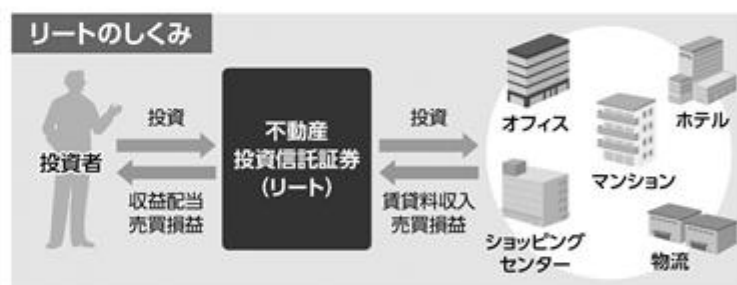 リートのしくみ
投資者
投資
収益配当
売買損益
不動産
投資信託証券
(リート)
投資
賃貸料収入
売買損益
オフィス
ホテル
マンション
ショッピング
センター
物流